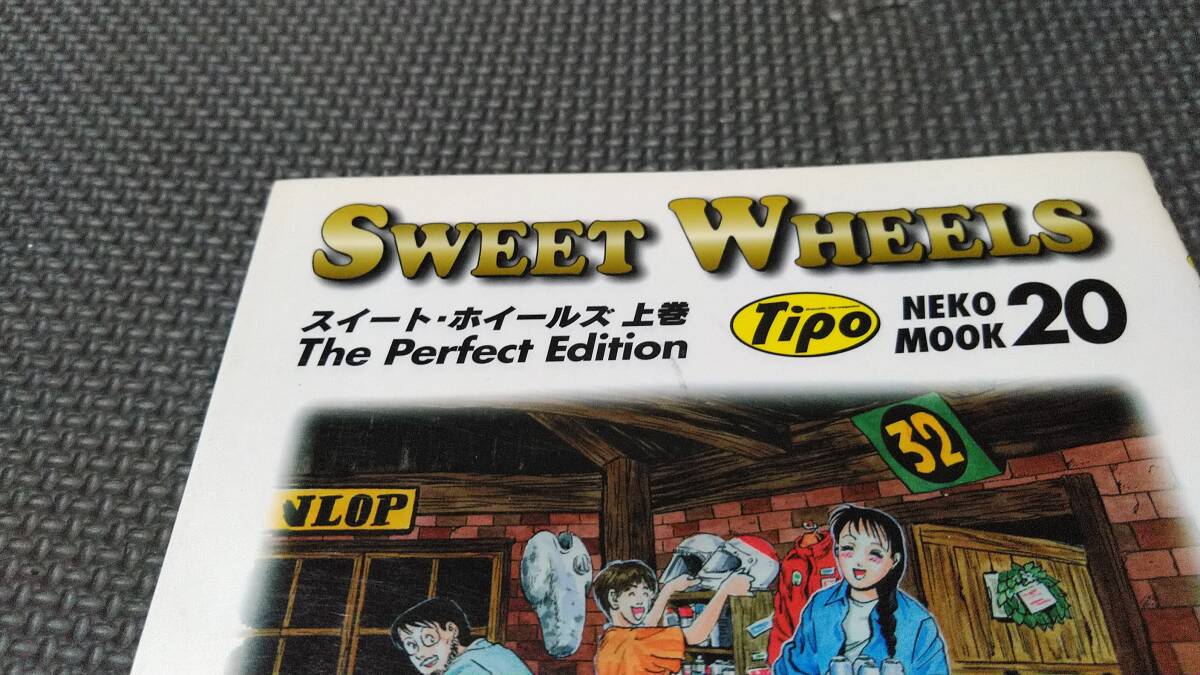 SWEET WHEELS
スイート・ホイールズ 上巻
The Perfect Edition
Tipo
NEKO
MOOK 20
32
NLOP